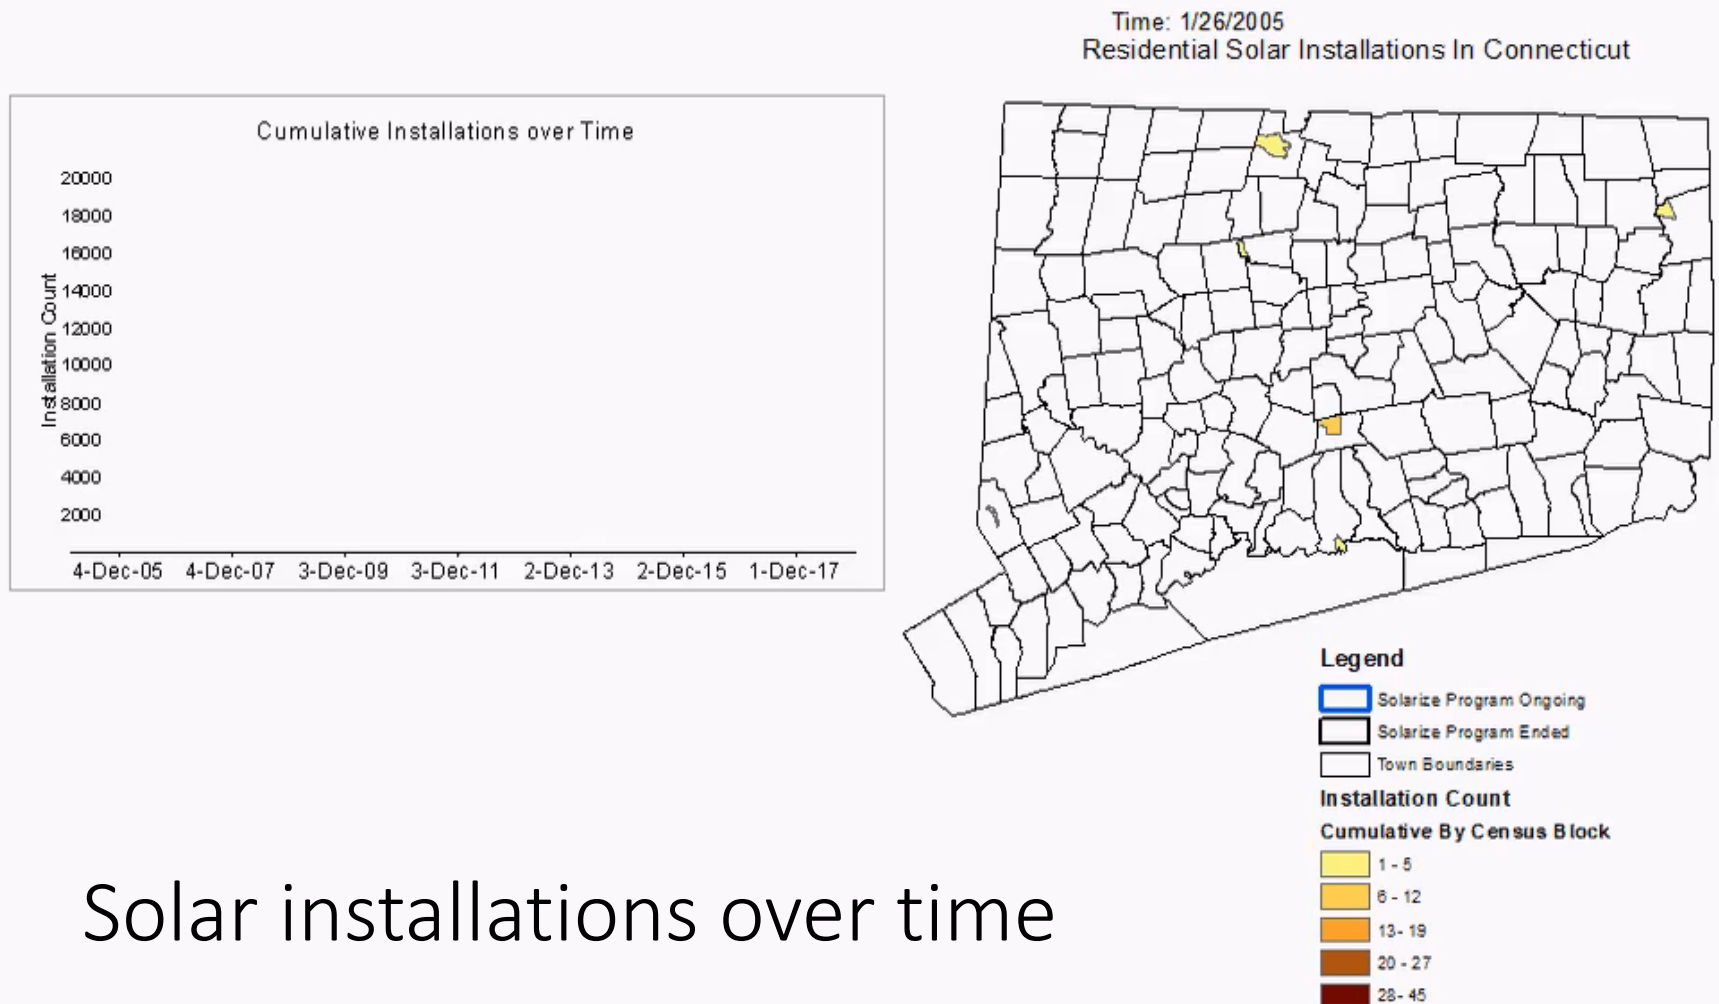 Time: 1/26/2005
Residential Solar Installations In Connecticut
Cumulative Installations over Time
Installation Count
20000
18000
16000
14000
12000
10000
8000
6000
4000
2000
4-Dec-05 4-Dec-07 3-Dec-09 3-Dec-11 2-Dec-13 2-Dec-15 1-Dec-17
Legend
Solarize Program Ongoing
Solarize Program Ended
Town Boundaries
Installation Count
Cumulative By Census Block
1 - 5
6 - 12
13- 19
20 - 27
28- 45
Solar installations over time